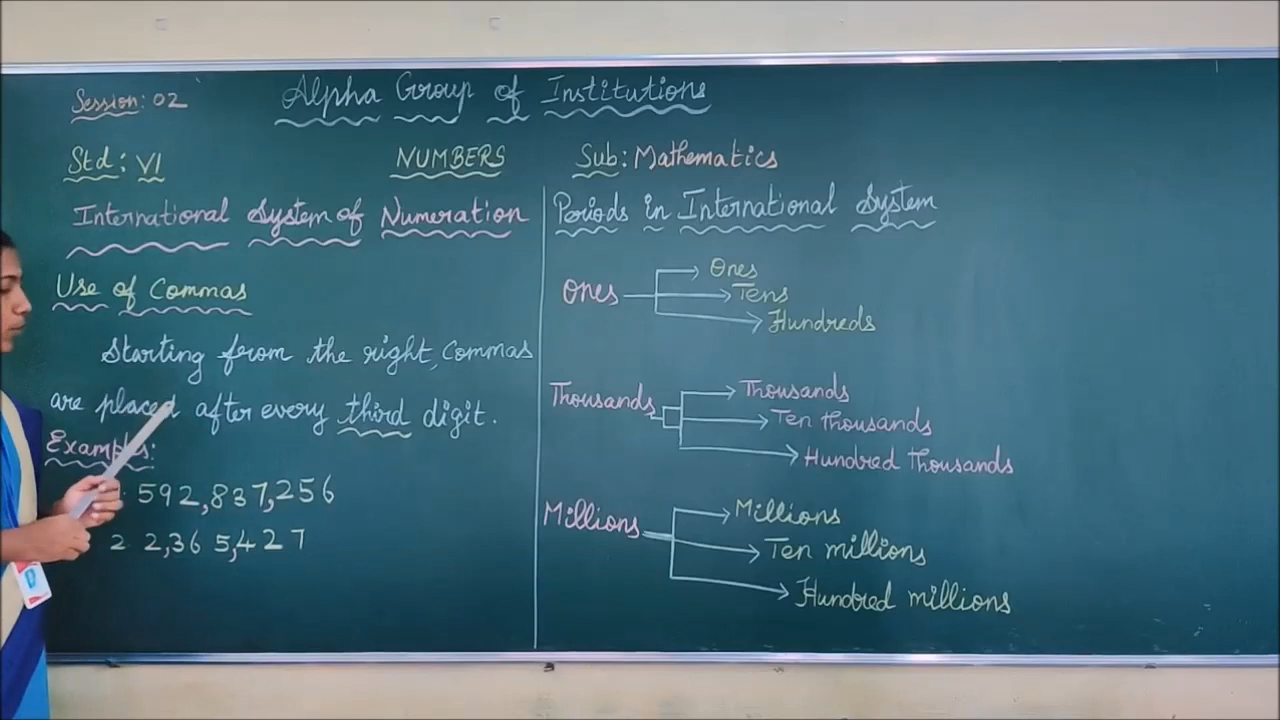 Session: 02
Alpha Group of Institutions
Std: VI
NUMBERS
Sub: Mathematics
International System of Numeration
Use of Commas
Starting from the right, Commas
are placed after every third digit.
Examples:
592,837,256
2 2,365,427
Periods in International System
Ones
Ones
Tens
Hundreds
Thousands
Thousands
Ten thousands
Hundred thousands
Millions
Millions
Ten millions
Hundred millions